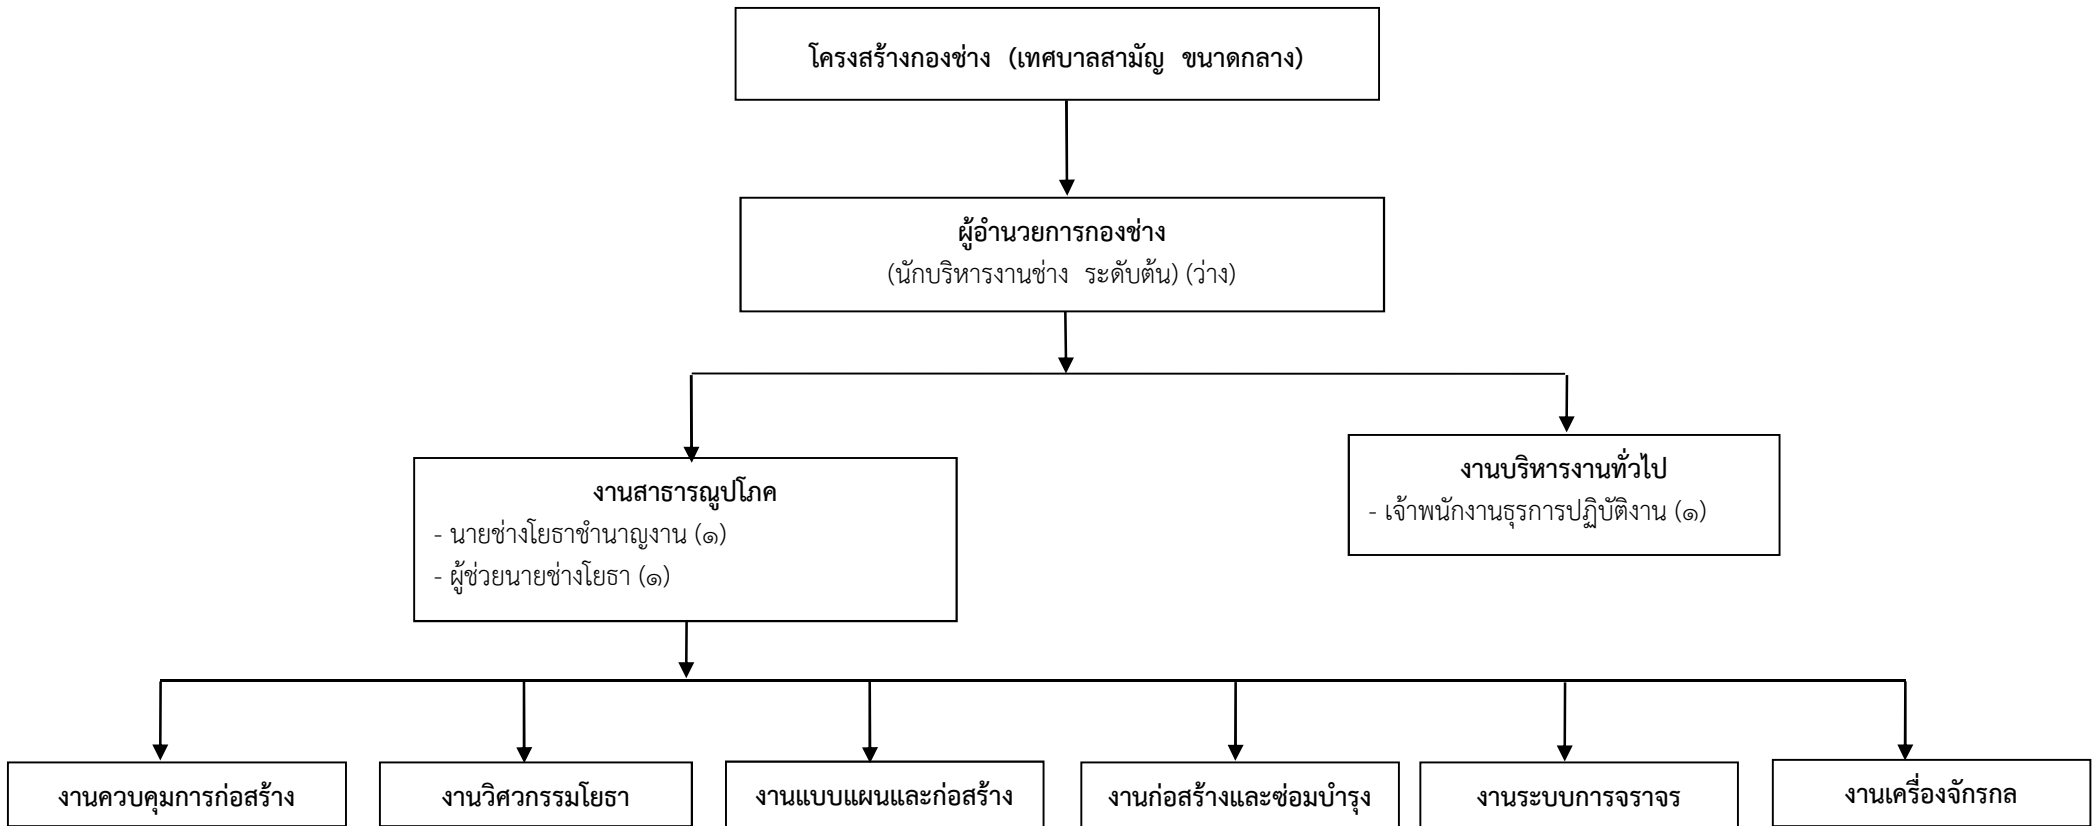 โครงสร้างกองช่าง (เทศบาลสามัญ ขนาดกลาง)
ผู้อำนวยการกองช่าง
(นักบริหารงานช่าง ระดับต้น) (ว่าง)
งานสาธารณูปโภค
- นายช่างโยธาชำนาญงาน (๑)
- ผู้ช่วยนายช่างโยธา (๑)
งานบริหารงานทั่วไป
- เจ้าพนักงานธุรการปฏิบัติงาน (๑)
งานควบคุมการก่อสร้าง
งานวิศวกรรมโยธา
งานแบบแผนและก่อสร้าง
งานก่อสร้างและซ่อมบำรุง
งานระบบการจราจร
งานเครื่องจักรกล